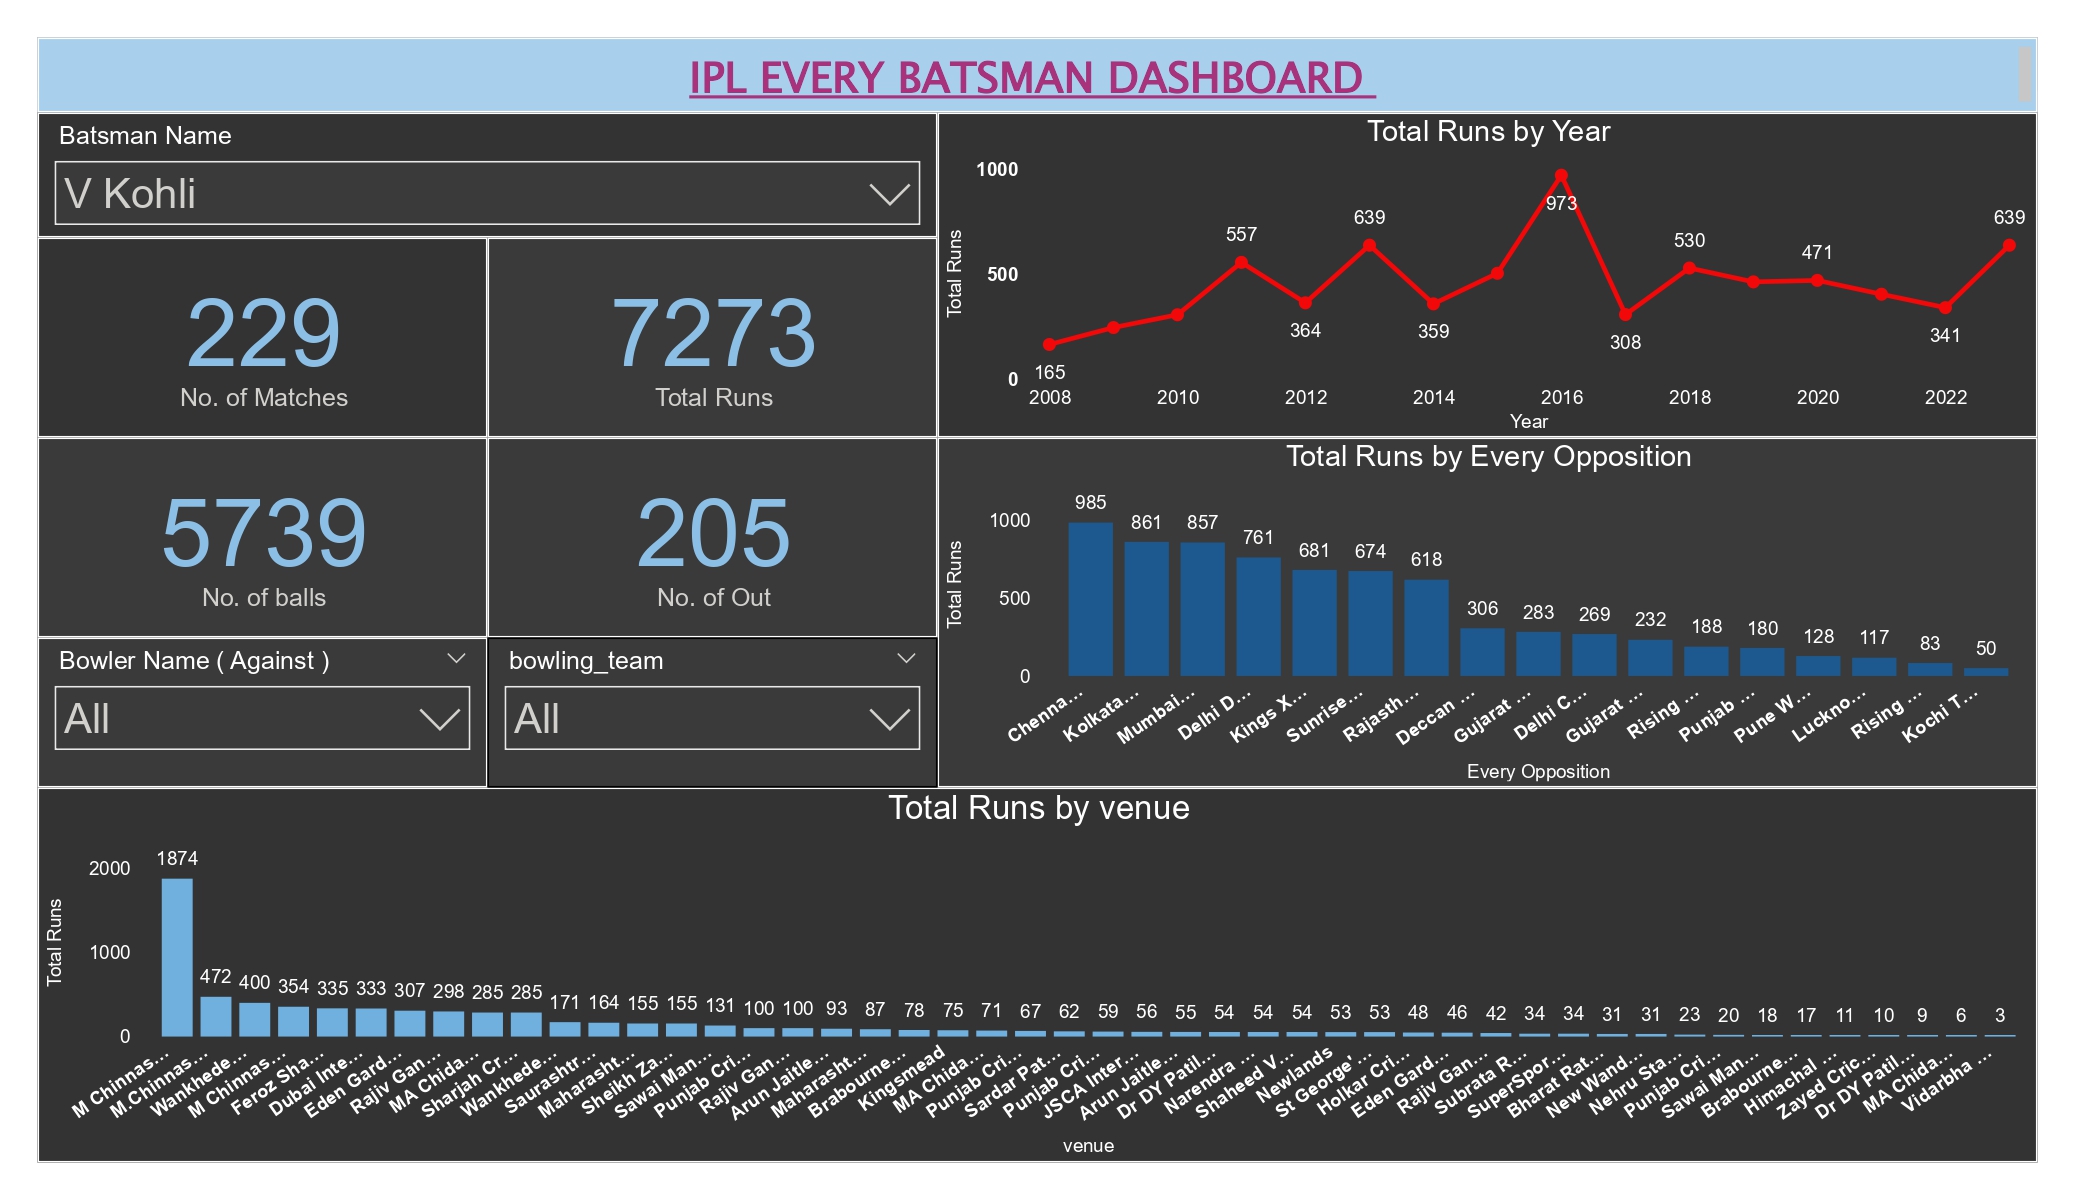 IPL EVERY BATSMAN DASHBOARD
Batsman Name
V Kohli
229
No. of Matches
7273
Total Runs
5739
No. of balls
205
No. of Out
Bowler Name ( Against )
All
bowling_team
All
Total Runs by Year
Total Runs
1000
500
0
165 557 364 639 359 973 308 530 471 341 639
2008 2010 2012 2014 2016 2018 2020 2022
Year
Total Runs by Every Opposition
Total Runs
1000
500
0
985 861 857 761 681 674 618 306 283 269 232 188 180 128 117 83 50
Chenna... Kolkata... Mumbai... Delhi D... Kings X... Sunrise... Rajasth... Deccan ... Gujarat ... Delhi C... Gujarat ... Rising ... Punjab ... Pune W... Luckno... Rising ... Kochi T...
Every Opposition
Total Runs by venue
Total Runs
2000
1000
0
1874 472 400 354 335 333 307 298 285 285 171 164 155 155 131 100 100 93 87 78 75 71 67 62 59 56 55 54 54 54 53 53 48 46 42 34 34 31 31 23 20 18 17 11 10 9 6 3
M Chinnas... M.Chinnas... Wankhede... M Chinnas... Feroz Sha... Dubai Inte... Eden Gard... Rajiv Gan... MA Chida... Sharjah Cr... Wankhede... Saurashtr... Maharasht... Sheikh Za... Sawai Man... Punjab Cri... Rajiv Gan... Arun Jaitle... Maharasht... Brabourne... Kingsmead MA Chida... Punjab Cri... Sardar Pat... Punjab Cri... JSCA Inter... Arun Jaitle... Dr DY Patil... Narendra ... Shaheed V... Newlands St George' ... Holkar Cri... Eden Gard... Rajiv Gan... Subrata R... SuperSpor... Bharat Rat... New Wand... Nehru Sta... Punjab Cri... Sawai Man... Brabourne... Himachal ... Zayed Cric... Dr DY Patil... MA Chida... Vidarbha ...
venue